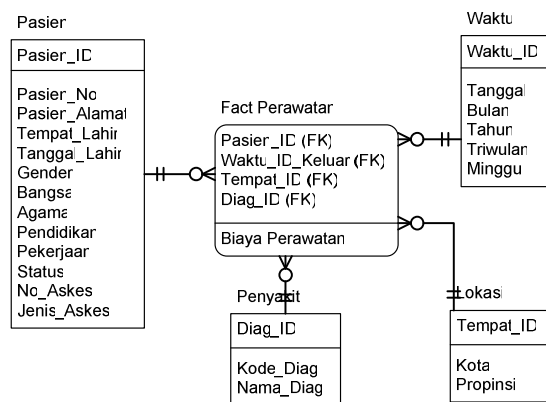 Pasien
Pasien_ID
Pasien_No
Pasien_Alamat
Tempat_Lahir
Tanggal_Lahir
Gender
Bangsa
Agama
Pendidikan
Pekerjaan
Status
No_Askes
Jenis_Askes
Fact Perawatan
Pasien_ID (FK)
Waktu_ID_Keluar (FK)
Tempat_ID (FK)
Diag_ID (FK)
Biaya Perawatan
Waktu
Waktu_ID
Tanggal
Bulan
Tahun
Triwulan
Minggu
Penyakit
Diag_ID
Kode_Diag
Nama_Diag
Lokasi
Tempat_ID
Kota
Propinsi